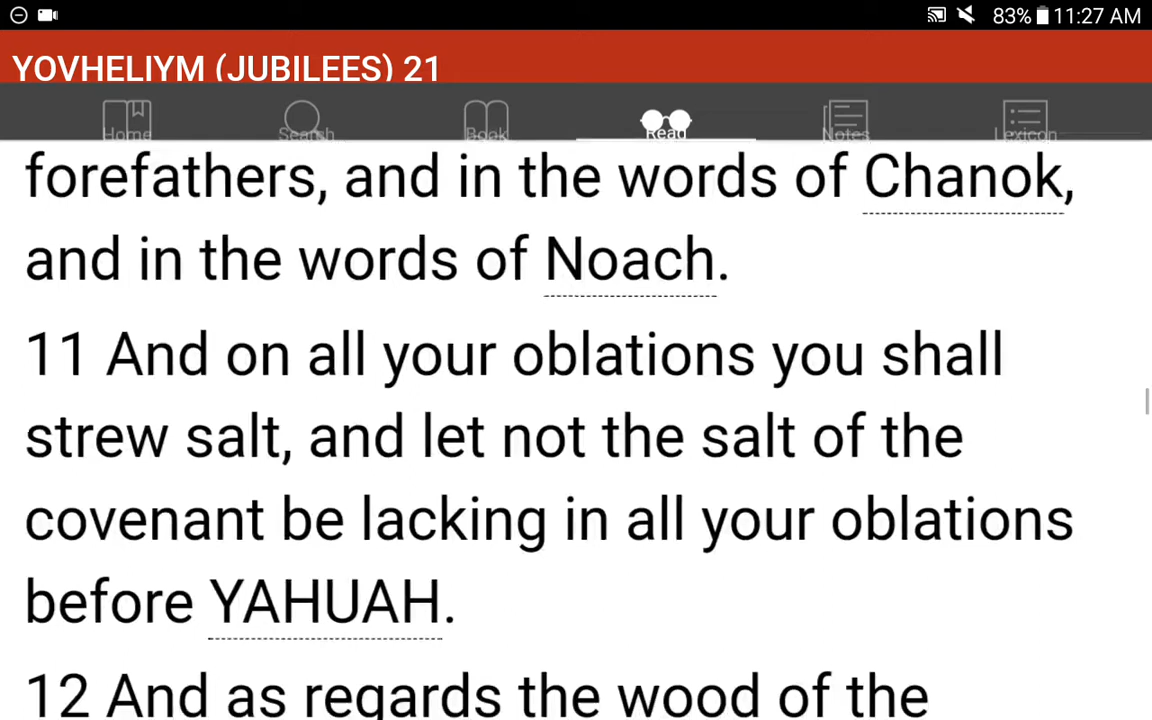 83% 11:27 AM
YOVHELIYM (JUBILEES) 21
Home Search Book Read Notes Lexicon
forefathers, and in the words of Chanok,
and in the words of Noach.
11 And on all your oblations you shall
strew salt, and let not the salt of the
covenant be lacking in all your oblations
before YAHUAH.
12 And as regards the wood of the